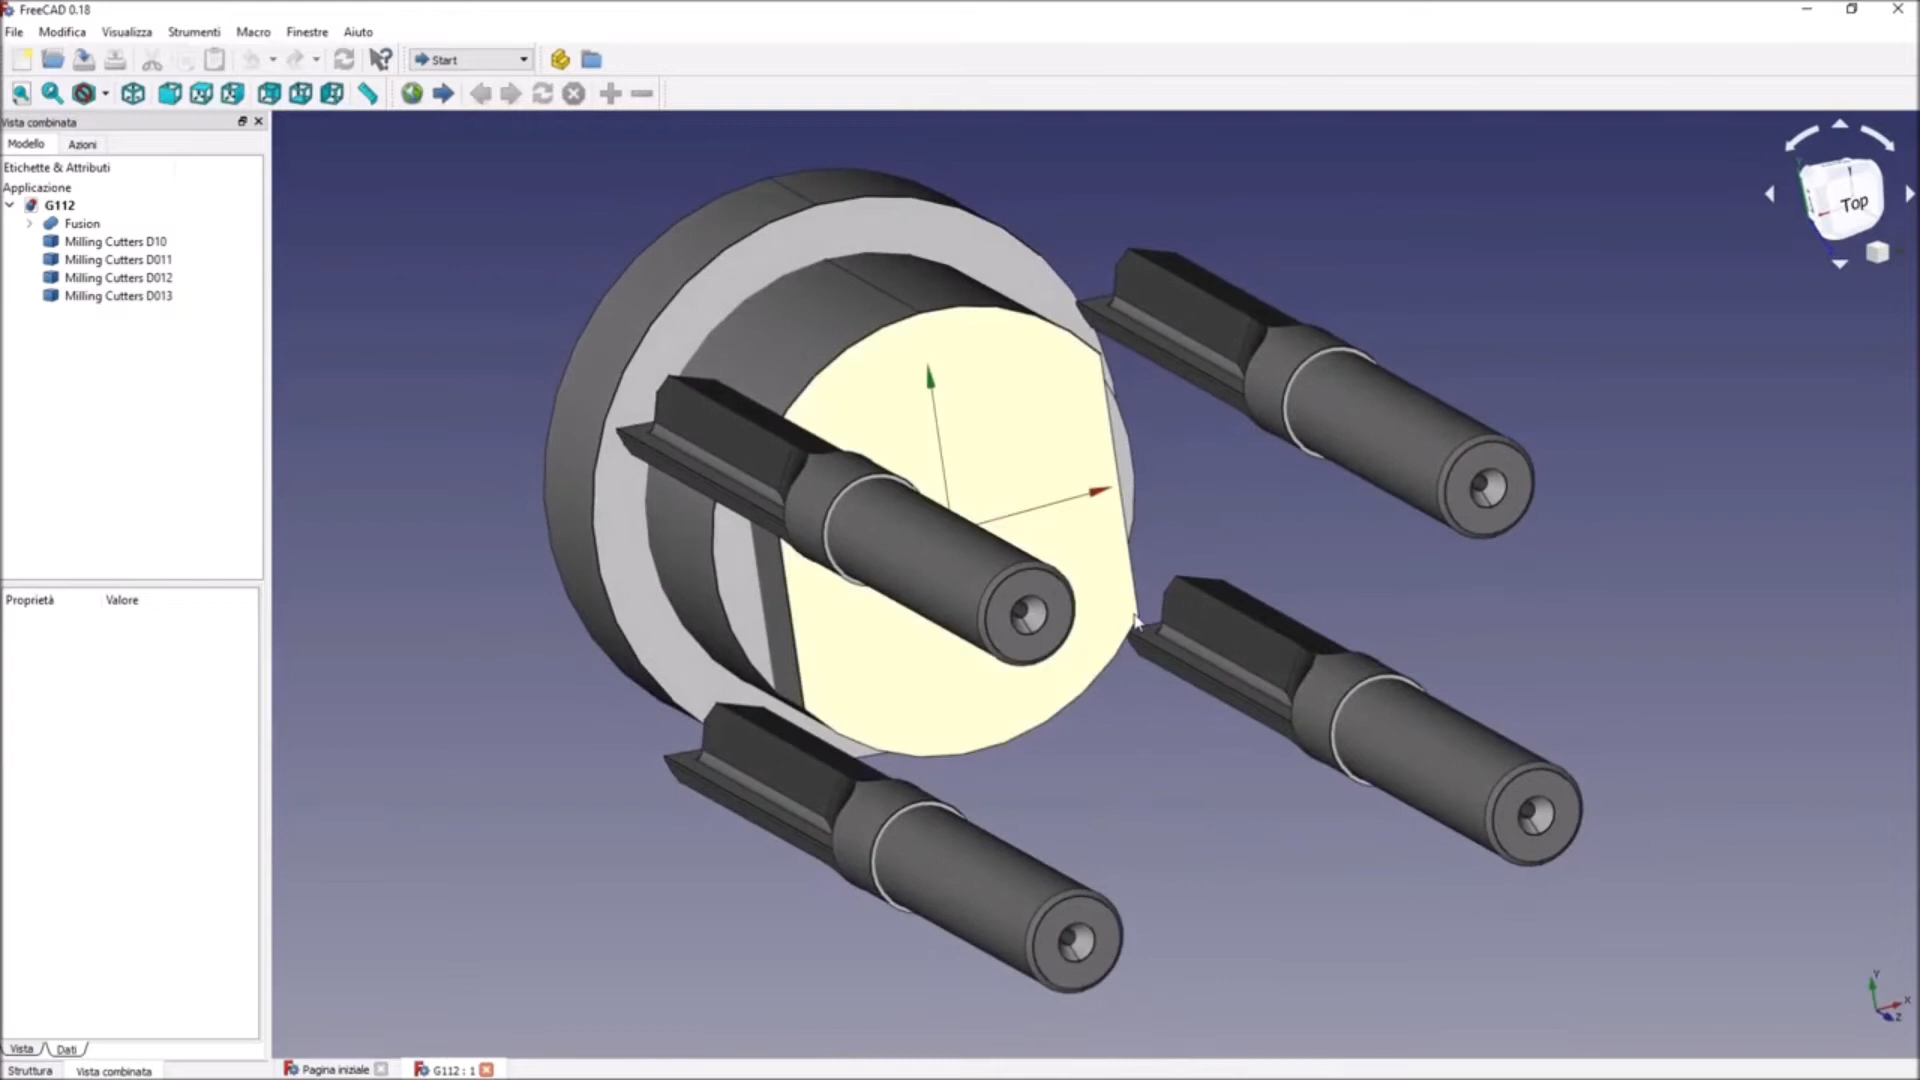 FreeCAD 0.18
File Modifica Visualizza Strumenti Macro Finestre Aiuto
Start
Vista combinata
Modello Azioni
Etichette & Attributi
Applicazione
G112
Fusion
Milling Cutters D10
Milling Cutters D011
Milling Cutters D012
Milling Cutters D013
Top
Proprietà Valore
Y
X
Z
Vista Dati
Struttura Vista combinata
Pagina iniziale G112 : 1